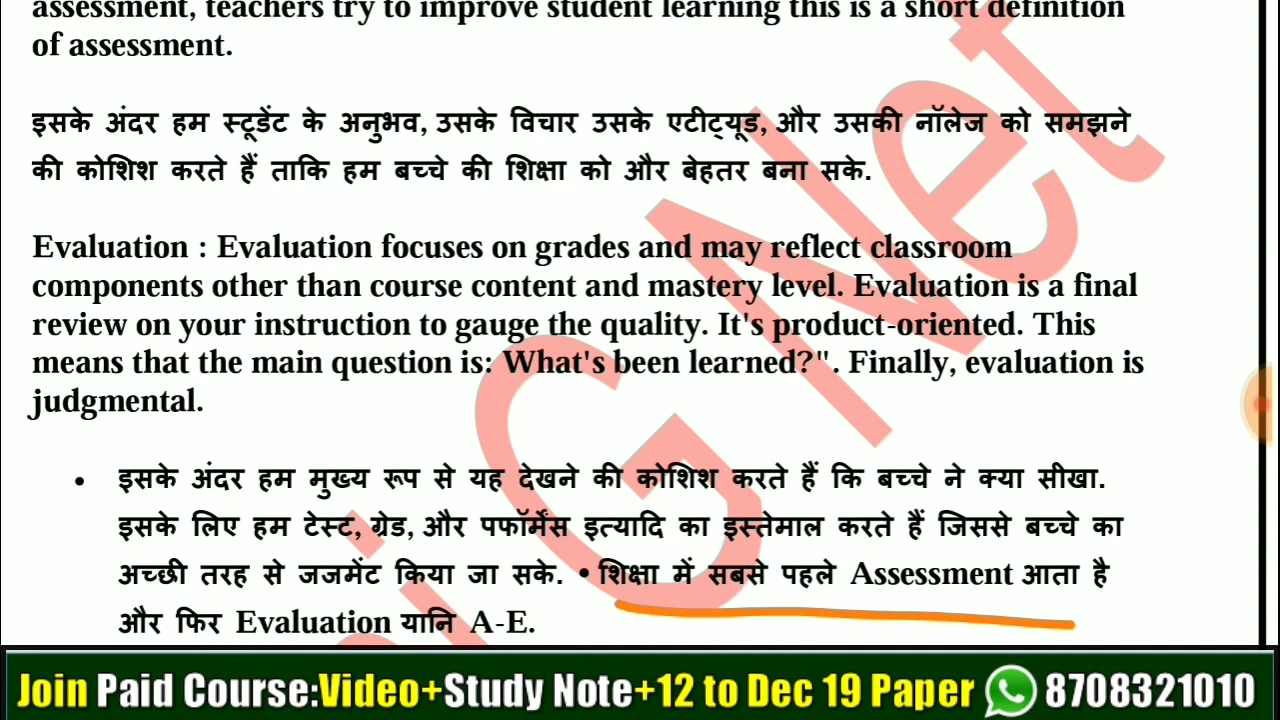 assessment, teachers try to improve student learning this is a short definition
of assessment.
इसके अंदर हम स्टूडेंट के अनुभव, उसके विचार उसके एटीट्यूड, और उसकी नॉलेज को समझने
की कोशिश करते हैं ताकि हम बच्चे की शिक्षा को और बेहतर बना सके.
Evaluation : Evaluation focuses on grades and may reflect classroom
components other than course content and mastery level. Evaluation is a final
review on your instruction to gauge the quality. It's product-oriented. This
means that the main question is: What's been learned?". Finally, evaluation is
judgmental.
• इसके अंदर हम मुख्य रूप से यह देखने की कोशिश करते हैं कि बच्चे ने क्या सीखा.
इसके लिए हम टेस्ट, ग्रेड, और पर्फॉर्मेंस इत्यादि का इस्तेमाल करते हैं जिससे बच्चे का
अच्छी तरह से जजमेंट किया जा सके. • शिक्षा में सबसे पहले Assessment आता है
और फिर Evaluation यानि A-E.
G Net
Join Paid Course:Video+Study Note+12 to Dec 19 Paper 8708321010